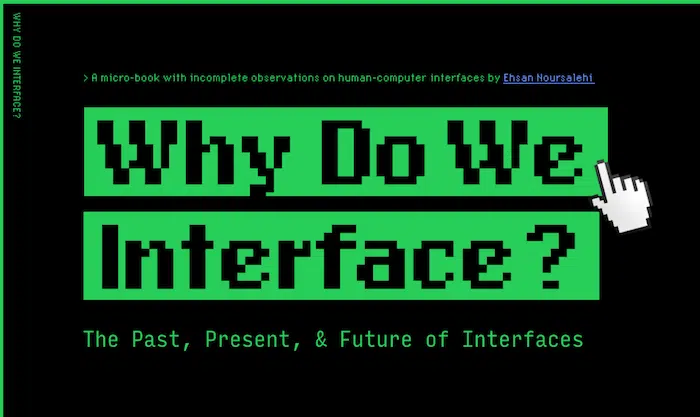 WHY DO WE INTERFACE?
> A micro-book with incomplete observations on human-computer interfaces by Ehsan Noursalehi
Why Do We
Interface?
The Past, Present, & Future of Interfaces